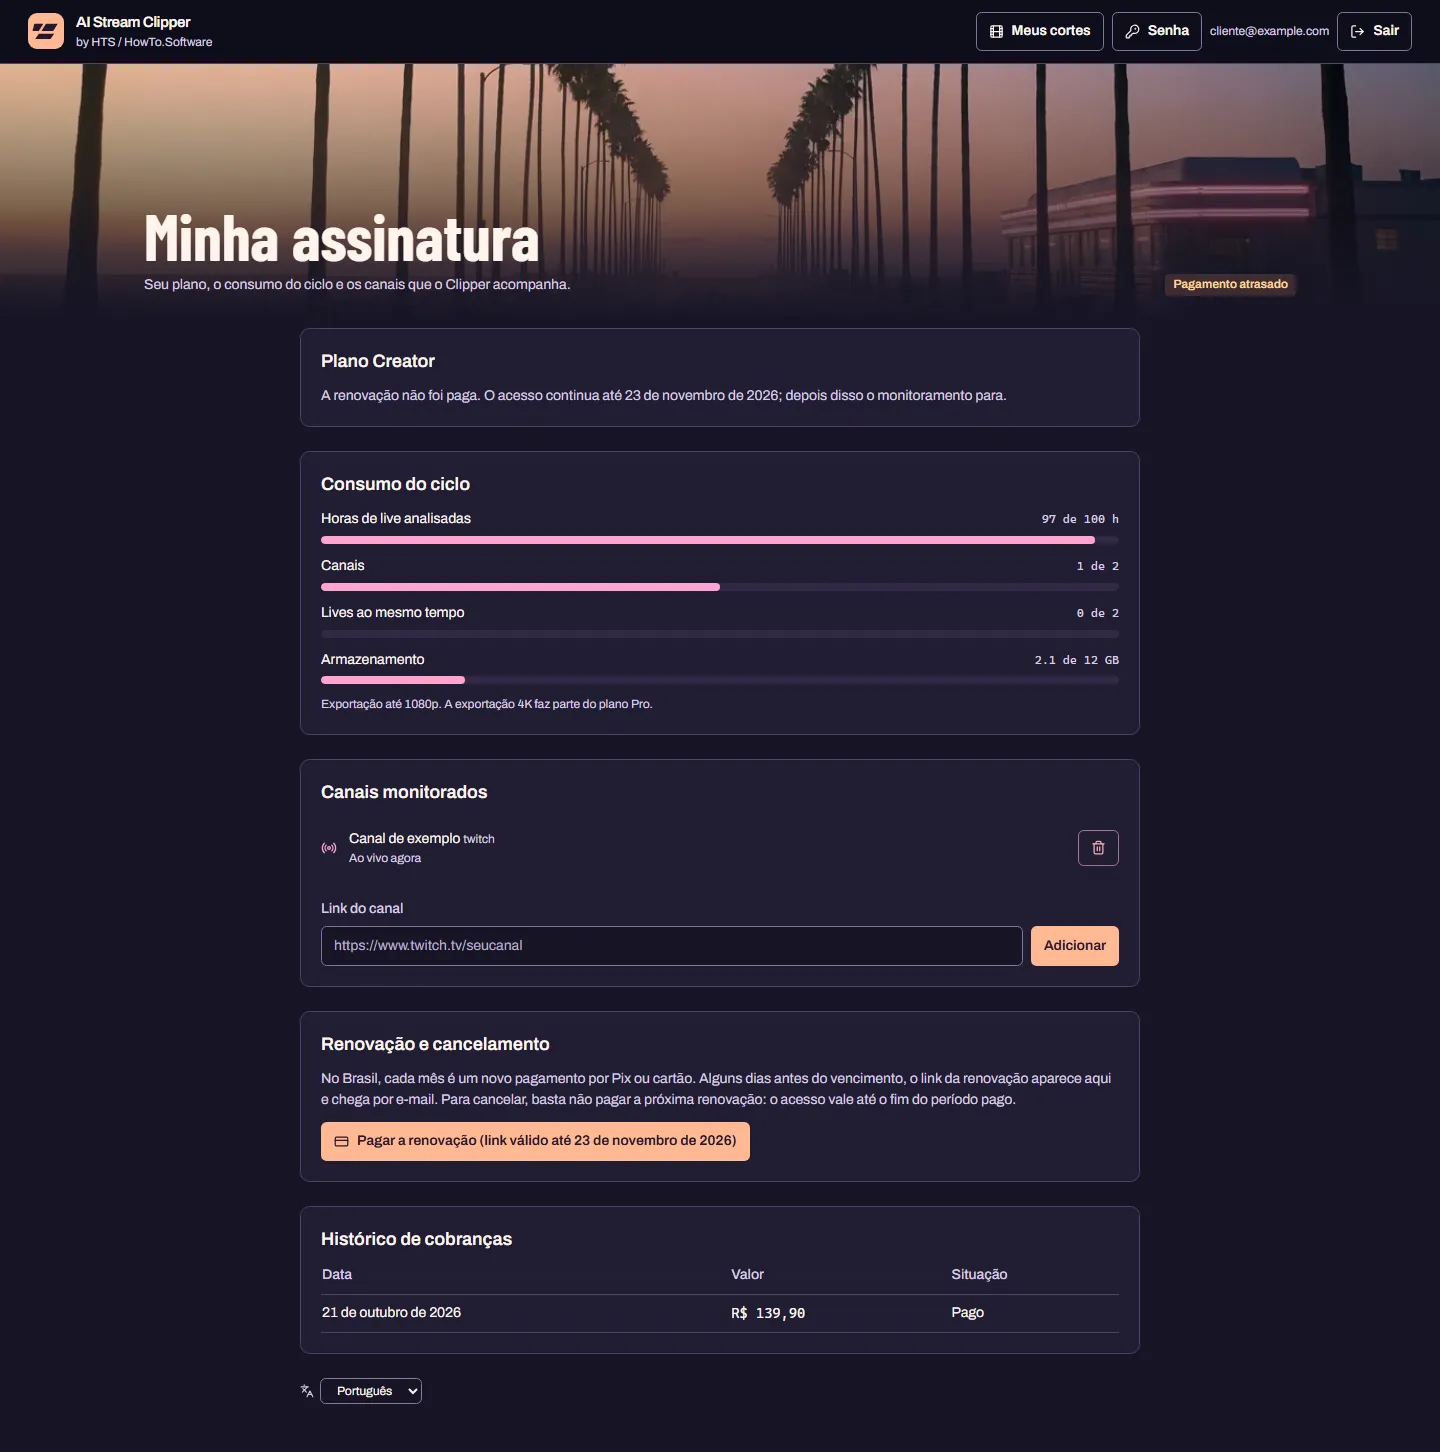 AI Stream Clipper
by HTS / HowTo.Software
Meus cortes
Senha
cliente@example.com
Sair
Minha assinatura
Seu plano, o consumo do ciclo e os canais que o Clipper acompanha.
Pagamento atrasado
Plano Creator
A renovação não foi paga. O acesso continua até 23 de novembro de 2026; depois disso o monitoramento para.
Consumo do ciclo
Horas de live analisadas
97 de 100 h
Canais
1 de 2
Lives ao mesmo tempo
0 de 2
Armazenamento
2.1 de 12 GB
Exportação até 1080p. A exportação 4K faz parte do plano Pro.
Canais monitorados
Canal de exemplo twitch
Ao vivo agora
Link do canal
https://www.twitch.tv/seucanal
Adicionar
Renovação e cancelamento
No Brasil, cada mês é um novo pagamento por Pix ou cartão. Alguns dias antes do vencimento, o link da renovação aparece aqui
e chega por e-mail. Para cancelar, basta não pagar a próxima renovação: o acesso vale até o fim do período pago.
Pagar a renovação (link válido até 23 de novembro de 2026)
Histórico de cobranças
Data Valor Situação
21 de outubro de 2026 R$ 139,90 Pago
Português